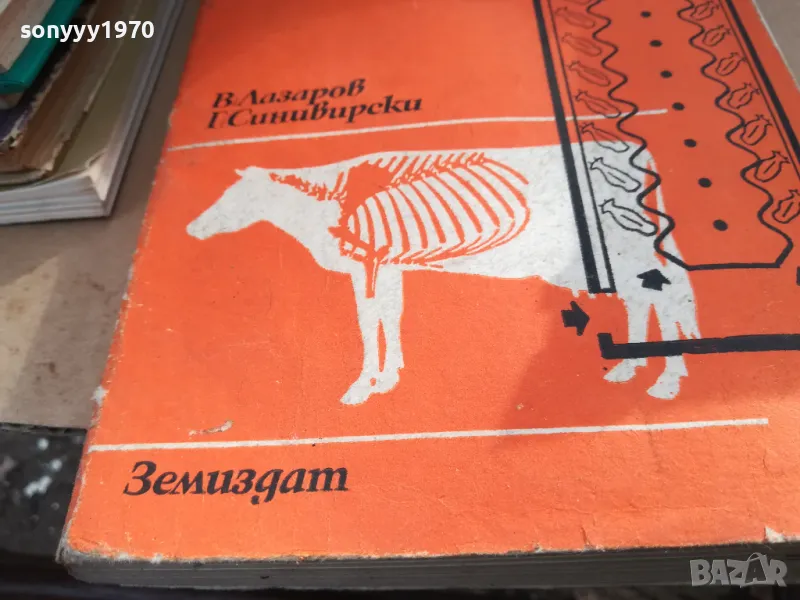 sonyyy1970
В. Лазаров
Г. Синивирски
Земиздат
BAZAR